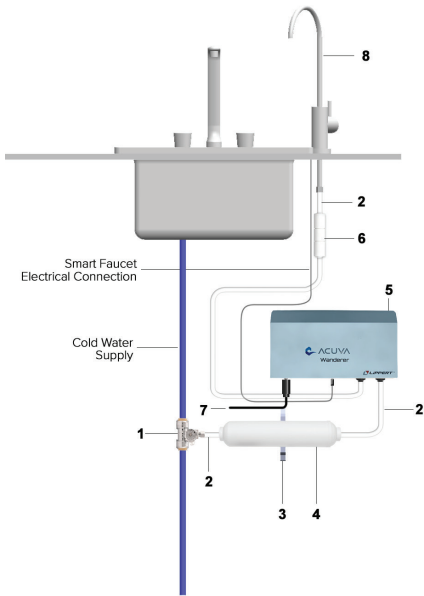 8
2
6
Smart Faucet
Electrical Connection
5
ACUVA
Wanderer
LIPPERT
Cold Water
Supply
7
2
1
2
3
4